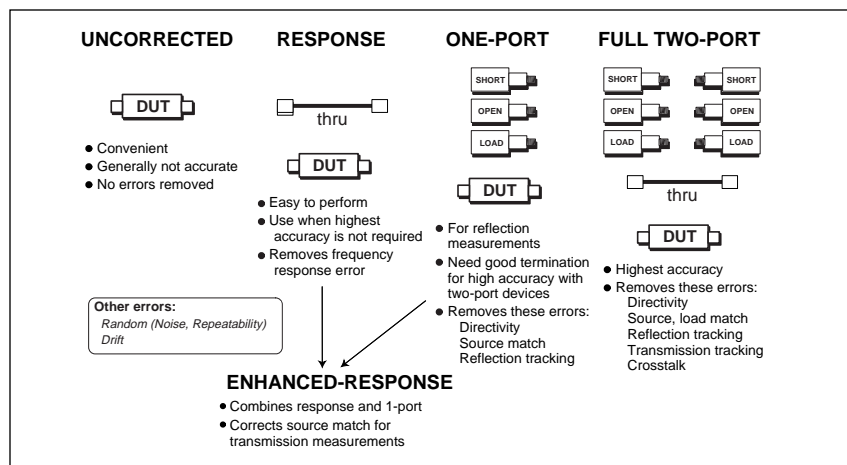 UNCORRECTED
DUT
• Convenient
• Generally not accurate
• No errors removed
Other errors:
Random (Noise, Repeatability)
Drift
RESPONSE
thru
DUT
• Easy to perform
• Use when highest
accuracy is not required
• Removes frequency
response error
ONE-PORT
SHORT
OPEN
LOAD
DUT
• For reflection
measurements
• Need good termination
for high accuracy with
two-port devices
• Removes these errors:
Directivity
Source match
Reflection tracking
FULL TWO-PORT
SHORT SHORT
OPEN OPEN
LOAD LOAD
thru
DUT
• Highest accuracy
• Removes these errors:
Directivity
Source, load match
Reflection tracking
Transmission tracking
Crosstalk
ENHANCED-RESPONSE
• Combines response and 1-port
• Corrects source match for
transmission measurements